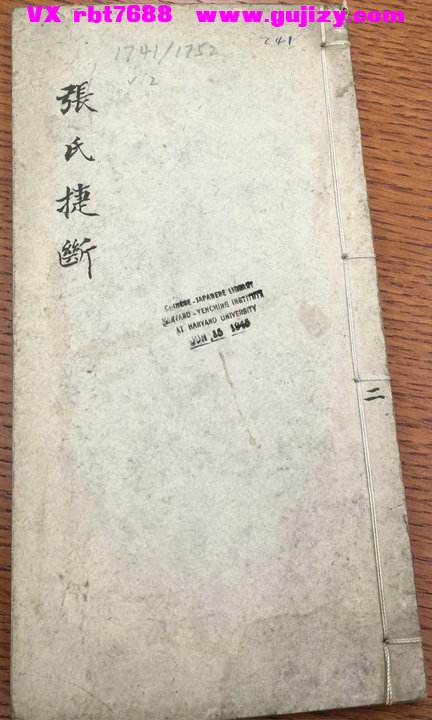 VX rbt7688 www.gujizy.com
241
1741/1752
v.2
張氏捷斷
CHINESE-JAPANESE LIBRARY
HARVARD-YENCHING INSTITUTE
AT HARVARD UNIVERSITY
JUN 15 1945
二